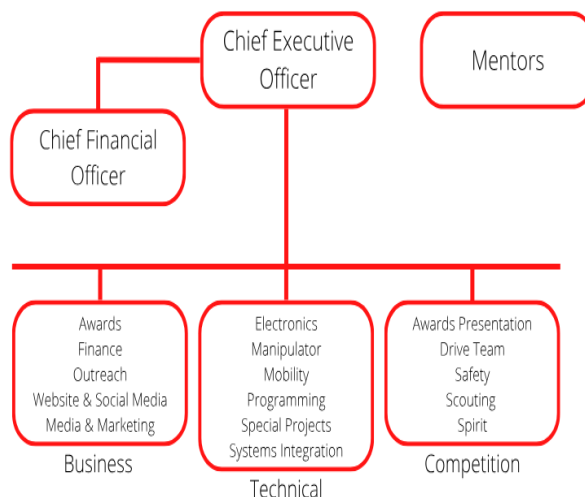 Chief Executive
Officer
Mentors
Chief Financial
Officer
Awards
Finance
Outreach
Website & Social Media
Media & Marketing
Business
Electronics
Manipulator
Mobility
Programming
Special Projects
Systems Integration
Technical
Awards Presentation
Drive Team
Safety
Scouting
Spirit
Competition